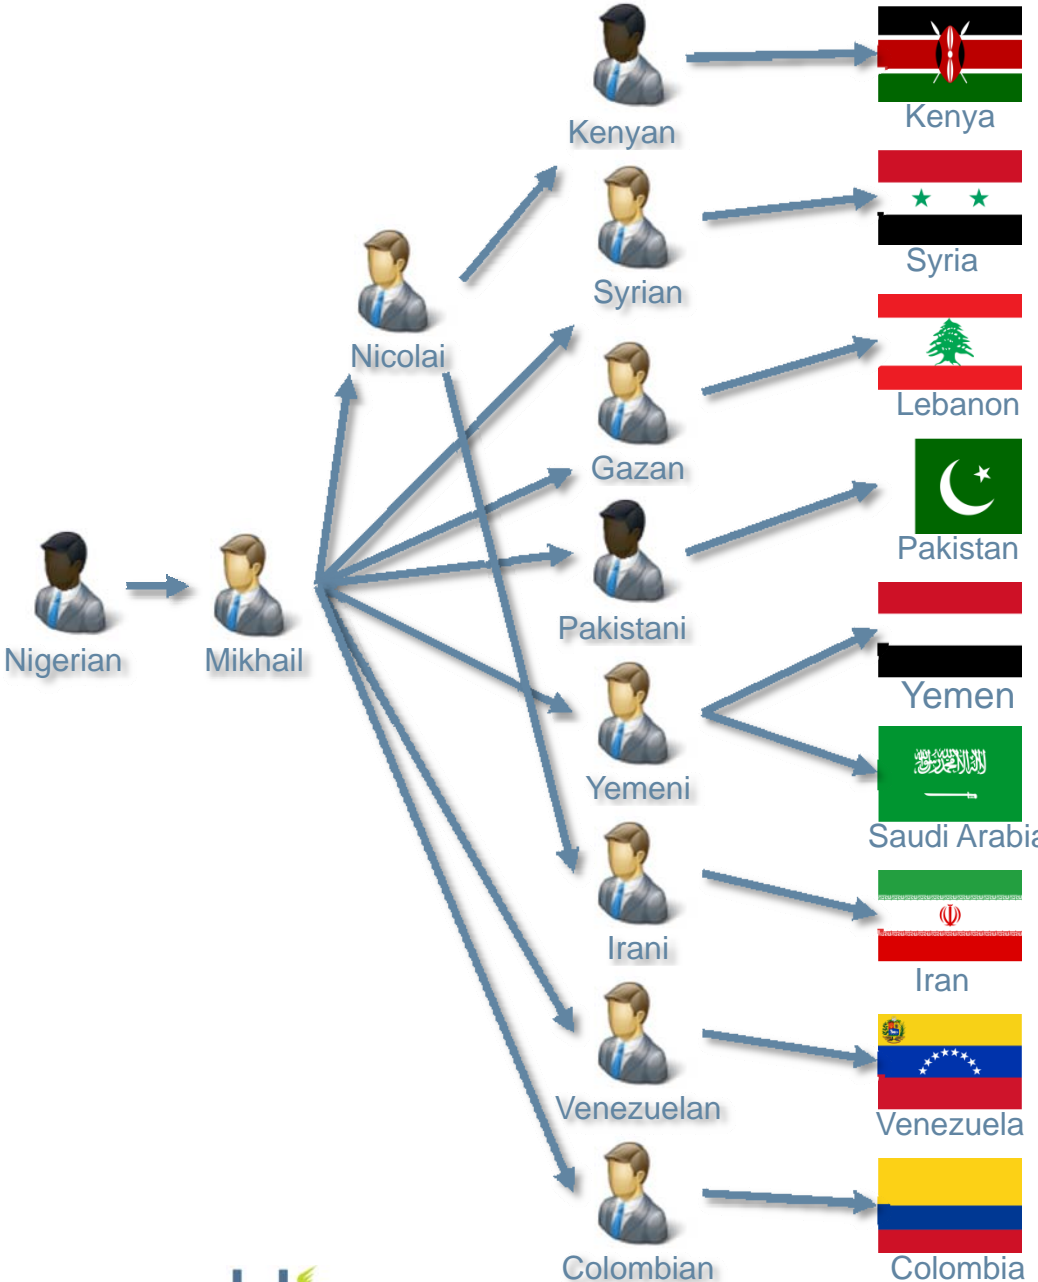 Kenyan
Kenya
Syrian
Syria
Nicolai
Lebanon
Gazan
Pakistan
Nigerian
Mikhail
Pakistani
Yemen
Yemeni
Saudi Arabia
Irani
Iran
Venezuelan
Venezuela
Colombian
Colombia